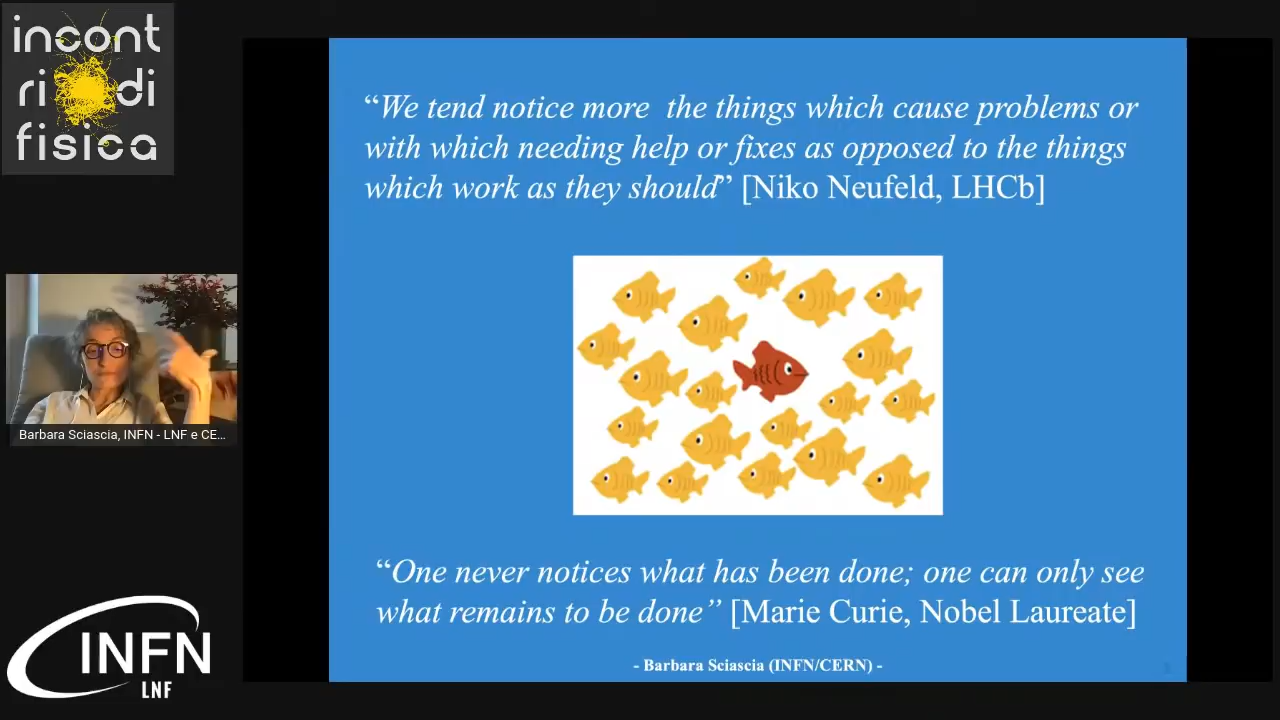 incont
ri di
fisica
“We tend notice more the things which cause problems or
with which needing help or fixes as opposed to the things
which work as they should” [Niko Neufeld, LHCb]
Barbara Sciascia, INFN - LNF e CE...
“One never notices what has been done; one can only see
what remains to be done” [Marie Curie, Nobel Laureate]
- Barbara Sciascia (INFN/CERN) -
INFN
LNF